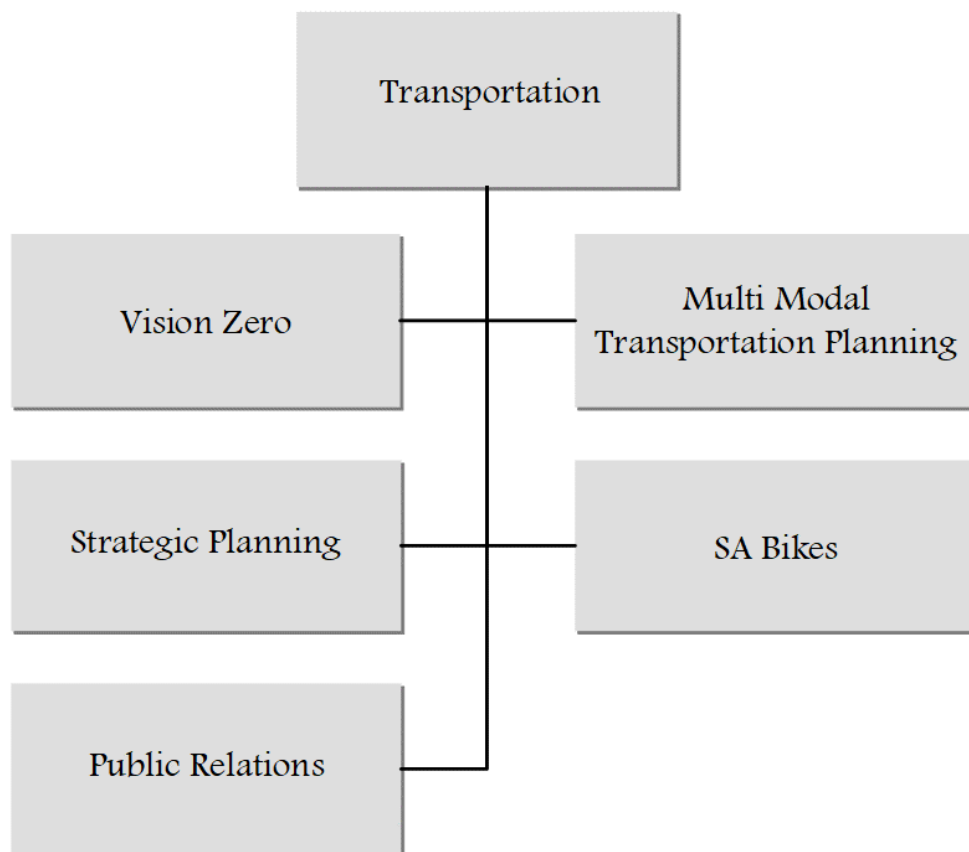 Transportation
Vision Zero
Multi Modal
Transportation Planning
Strategic Planning
SA Bikes
Public Relations